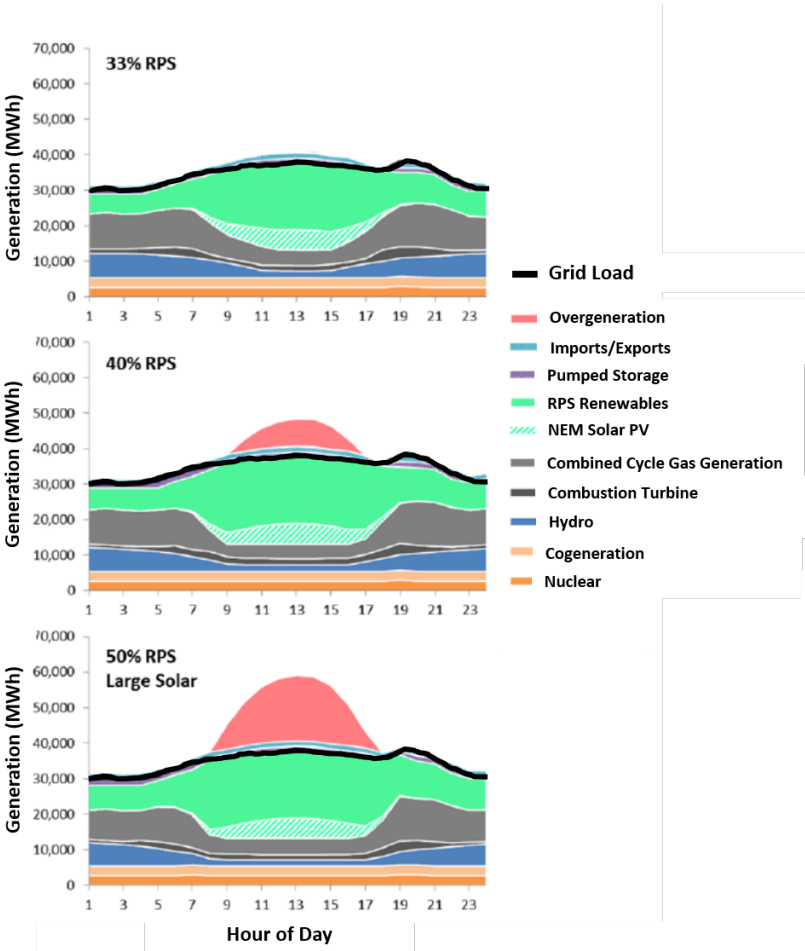 70,000
33% RPS
60,000
50,000
40,000
30,000
20,000
10,000
0
1 3 5 7 9 11 13 15 17 19 21 23
Generation (MWh)
Grid Load
Overgeneration
Imports/Exports
Pumped Storage
RPS Renewables
NEM Solar PV
Combined Cycle Gas Generation
Combustion Turbine
Hydro
Cogeneration
Nuclear
70,000
40% RPS
60,000
50,000
40,000
30,000
20,000
10,000
0
1 3 5 7 9 11 13 15 17 19 21 23
Generation (MWh)
70,000
50% RPS
Large Solar
60,000
50,000
40,000
30,000
20,000
10,000
0
1 3 5 7 9 11 13 15 17 19 21 23
Generation (MWh)
Hour of Day